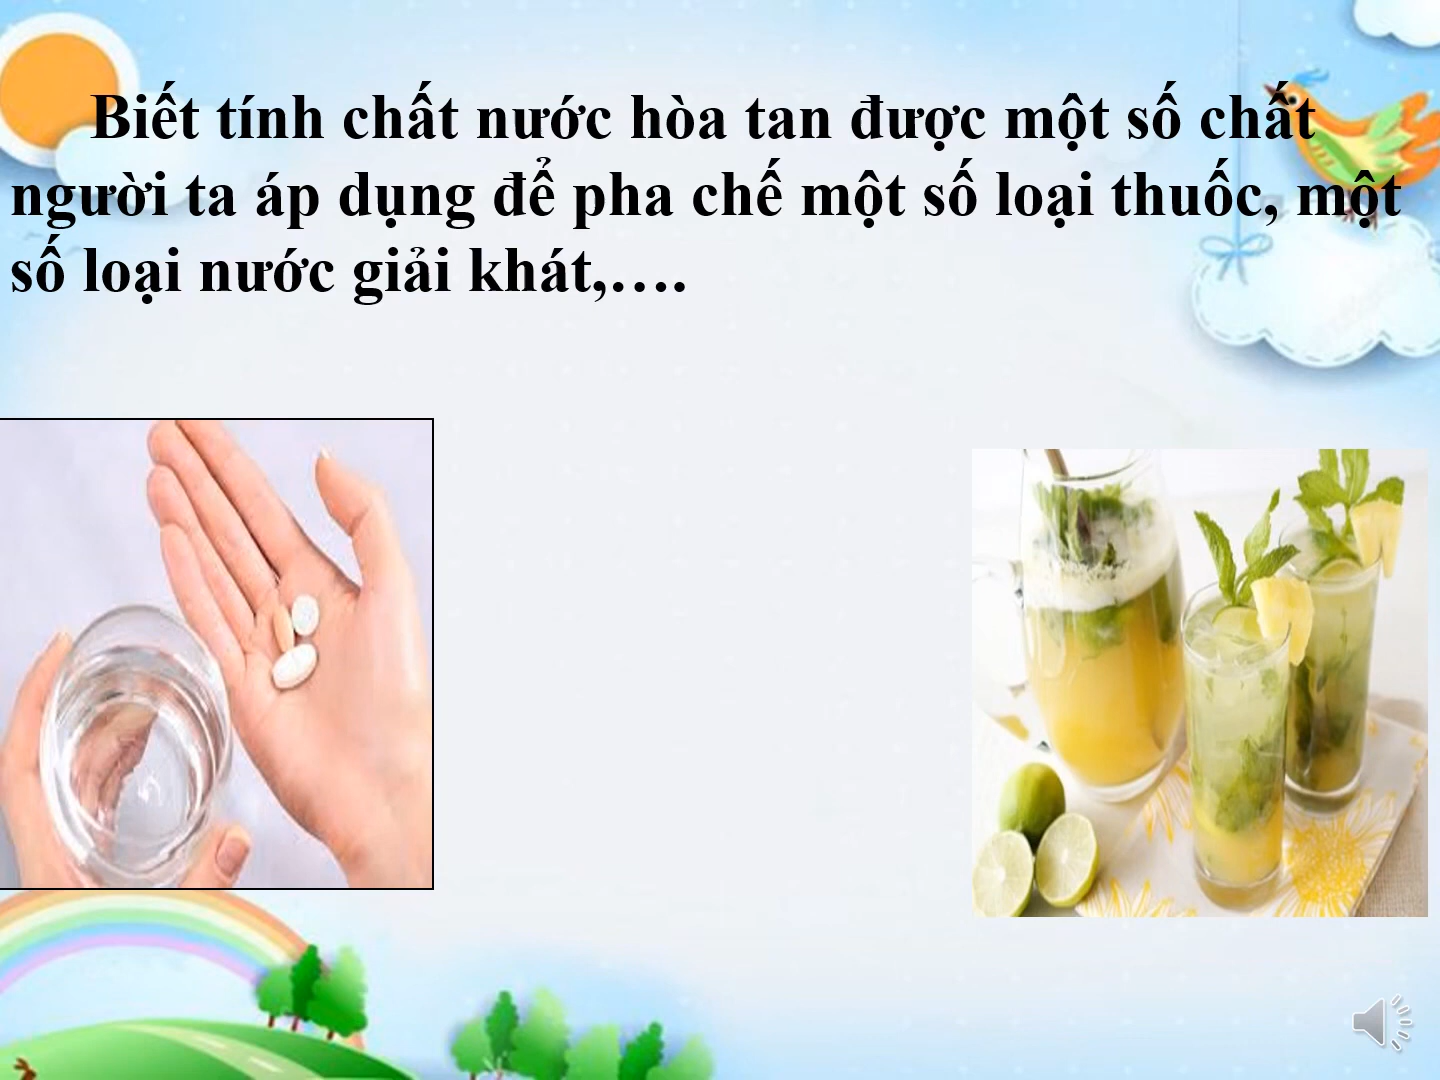 Biết tính chất nước hòa tan được một số chất
người ta áp dụng để pha chế một số loại thuốc, một
số loại nước giải khát,….